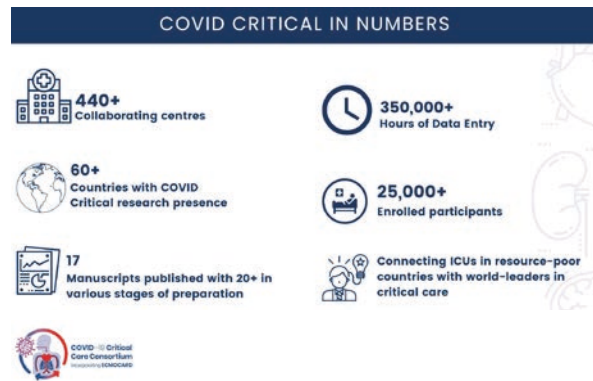 COVID CRITICAL IN NUMBERS
440+
Collaborating centres
60+
Countries with COVID
Critical research presence
17
Manuscripts published with 20+ in
various stages of preparation
350,000+
Hours of Data Entry
25,000+
Enrolled participants
Connecting ICUs in resource-poor
countries with world-leaders in
critical care
COVID Critical
Care Consortium
Incorporating ECMOCARD